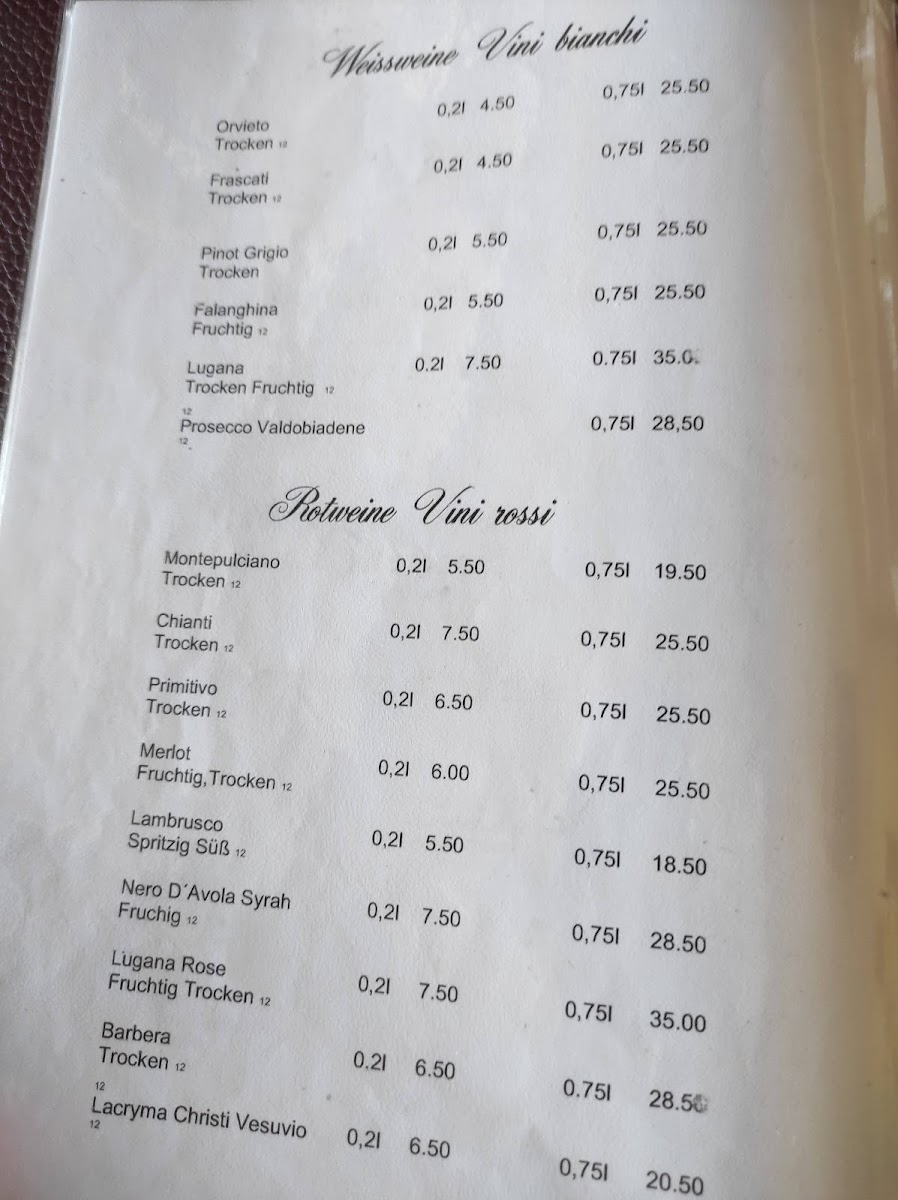 Weissweine Vini bianchi
Orvieto 0,2l 4.50 0,75l 25.50
Trocken 12
Frascati 0,2l 4.50 0,75l 25.50
Trocken 12
Pinot Grigio 0,2l 5.50 0,75l 25.50
Trocken
Falanghina 0,2l 5.50 0,75l 25.50
Fruchtig 12
Lugana 0.2l 7.50 0.75l 35.0
Trocken Fruchtig 12
12
Prosecco Valdobiadene 0,75l 28,50
12
Rotweine Vini rossi
Montepulciano 0,2l 5.50 0,75l 19.50
Trocken 12
Chianti 0,2l 7.50 0,75l 25.50
Trocken 12
Primitivo 0,2l 6.50 0,75l 25.50
Trocken 12
Merlot 0,2l 6.00 0,75l 25.50
Fruchtig,Trocken 12
Lambrusco 0,2l 5.50 0,75l 18.50
Spritzig Süß 12
Nero D´Avola Syrah 0,2l 7.50 0,75l 28.50
Fruchig 12
Lugana Rose 0,2l 7.50 0,75l 35.00
Fruchtig Trocken 12
Barbera 0.2l 6.50 0.75l 28.50
Trocken 12
12
Lacryma Christi Vesuvio 0,2l 6.50 0,75l 20.50
12